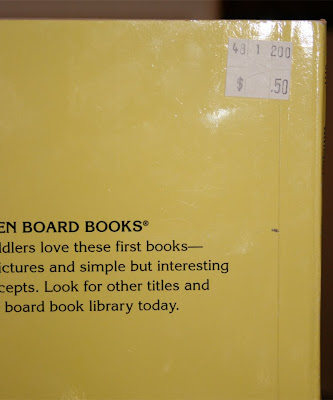 48 1 200
$ .50
EN BOARD BOOKS®
ddlers love these first books—
ictures and simple but interesting
cepts. Look for other titles and
board book library today.